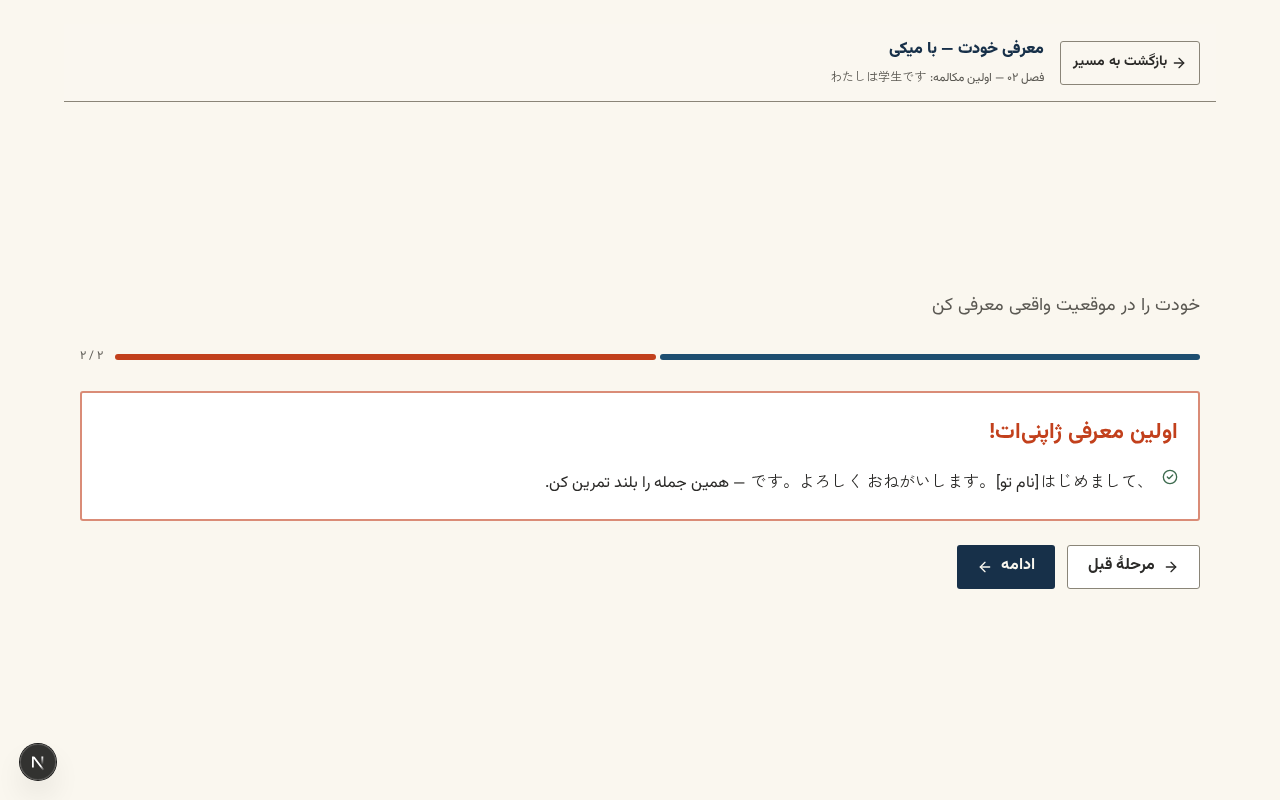 بازگشت به مسیر
معرفی خودت — با میکی
فصل ۰۲ — اولین مکالمه: わたしは学生です
خودت را در موقعیت واقعی معرفی کن
۲ / ۲
اولین معرفی ژاپنی‌ات!
はじめまして、[نام تو] です。よろしく おねがいします。 — همین جمله را بلند تمرین کن.
مرحلهٔ قبل
ادامه
N